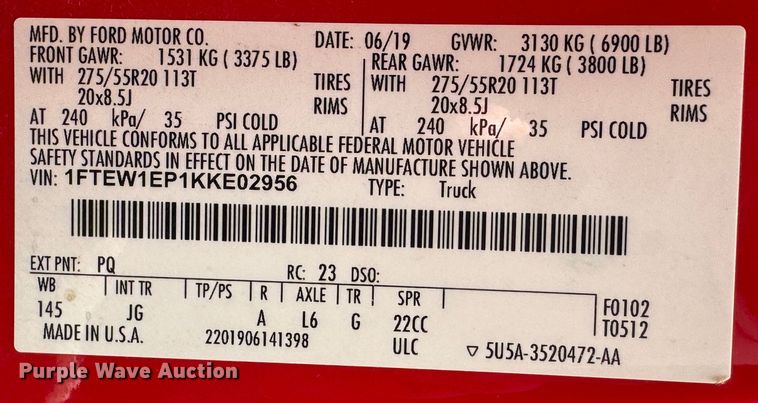 MFD. BY FORD MOTOR CO. DATE: 06/19 GVWR: 3130 KG ( 6900 LB)
FRONT GAWR: 1531 KG ( 3375 LB) REAR GAWR: 1724 KG ( 3800 LB)
WITH 275/55R20 113T TIRES WITH 275/55R20 113T TIRES
20x8.5J RIMS 20x8.5J RIMS
AT 240 kPa/ 35 PSI COLD AT 240 kPa/ 35 PSI COLD
THIS VEHICLE CONFORMS TO ALL APPLICABLE FEDERAL MOTOR VEHICLE
SAFETY STANDARDS IN EFFECT ON THE DATE OF MANUFACTURE SHOWN ABOVE.
VIN: 1FTEW1EP1KKE02956 TYPE: Truck
EXT PNT: PQ RC: 23 DSO:
WB INT TR TP/PS R AXLE TR SPR F0102
145 JG A L6 G 22CC T0512
MADE IN U.S.A. 2201906141398 ULC ▽ 5U5A-3520472-AA
Purple Wave Auction